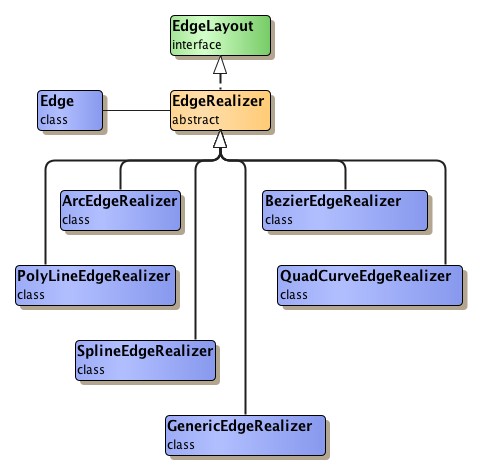 EdgeLayout
interface
Edge
class
EdgeRealizer
abstract
ArcEdgeRealizer
class
BezierEdgeRealizer
class
PolyLineEdgeRealizer
class
QuadCurveEdgeRealizer
class
SplineEdgeRealizer
class
GenericEdgeRealizer
class